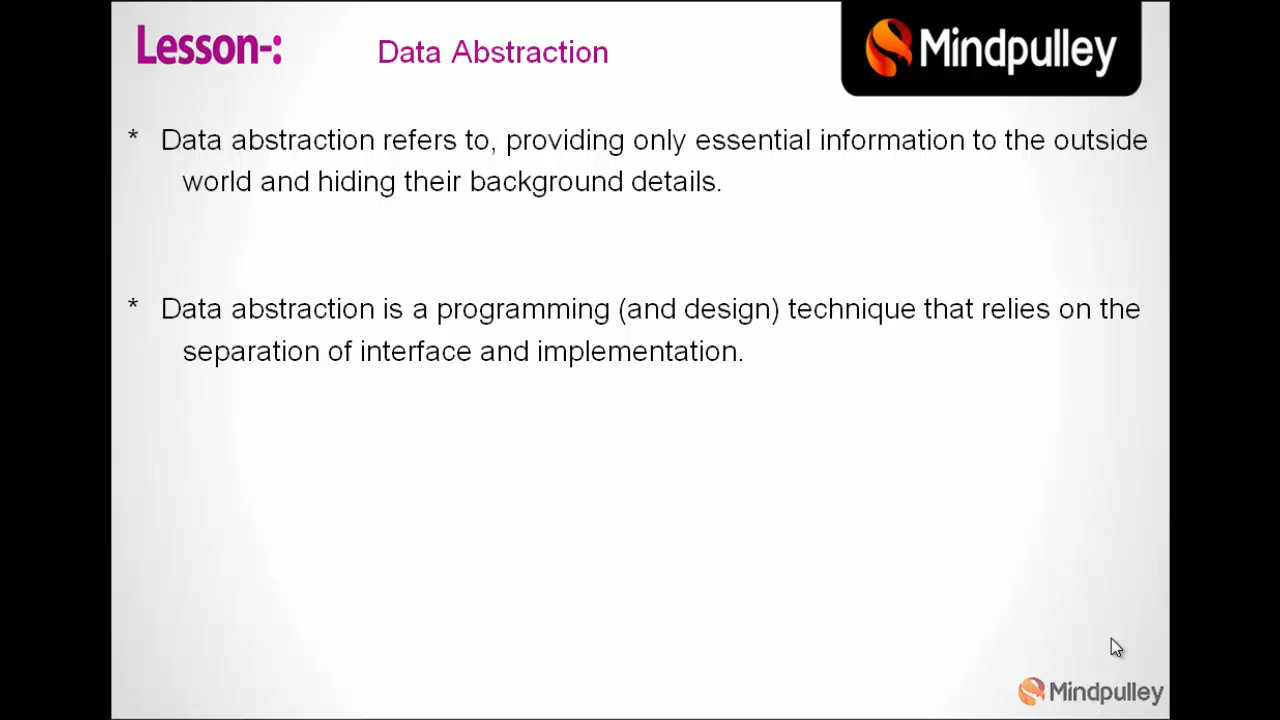 Lesson-: Data Abstraction
Mindpulley
* Data abstraction refers to, providing only essential information to the outside
world and hiding their background details.
* Data abstraction is a programming (and design) technique that relies on the
separation of interface and implementation.
Mindpulley